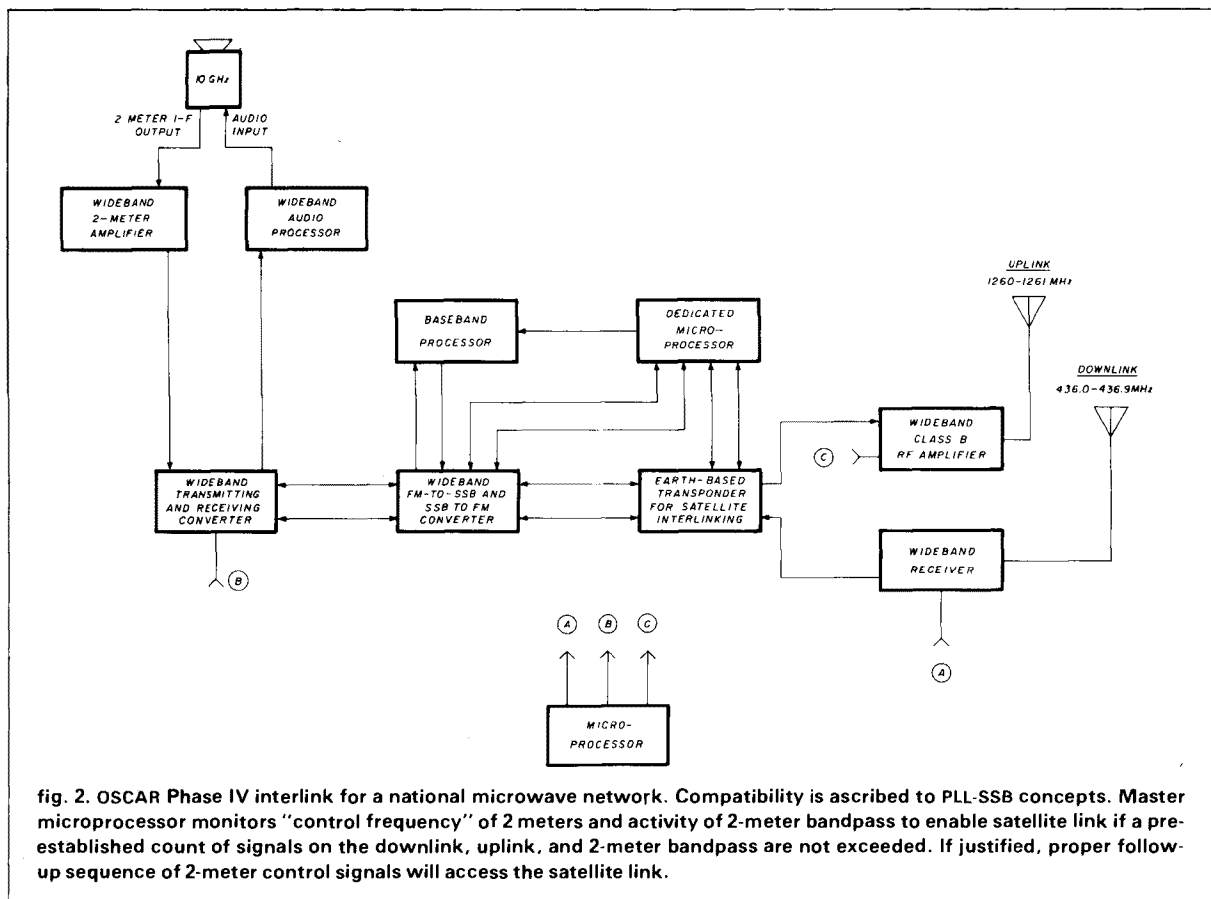 10 GHz
2 METER I-F
OUTPUT
AUDIO
INPUT
WIDEBAND
2-METER
AMPLIFIER
WIDEBAND
AUDIO
PROCESSOR
UPLINK
1260-1261 MHz
BASEBAND
PROCESSOR
DEDICATED
MICRO-
PROCESSOR
DOWNLINK
436.0-436.9MHz
WIDEBAND
CLASS B
RF AMPLIFIER
C
WIDEBAND
TRANSMITTING
AND RECEIVING
CONVERTER
WIDEBAND
FM-TO-SSB AND
SSB TO FM
CONVERTER
EARTH-BASED
TRANSPONDER
FOR SATELLITE
INTERLINKING
WIDEBAND
RECEIVER
B
A
A
B
C
MICRO-
PROCESSOR
fig. 2. OSCAR Phase IV interlink for a national microwave network. Compatibility is ascribed to PLL-SSB concepts. Master
microprocessor monitors "control frequency" of 2 meters and activity of 2-meter bandpass to enable satellite link if a pre-
established count of signals on the downlink, uplink, and 2-meter bandpass are not exceeded. If justified, proper follow-
up sequence of 2-meter control signals will access the satellite link.